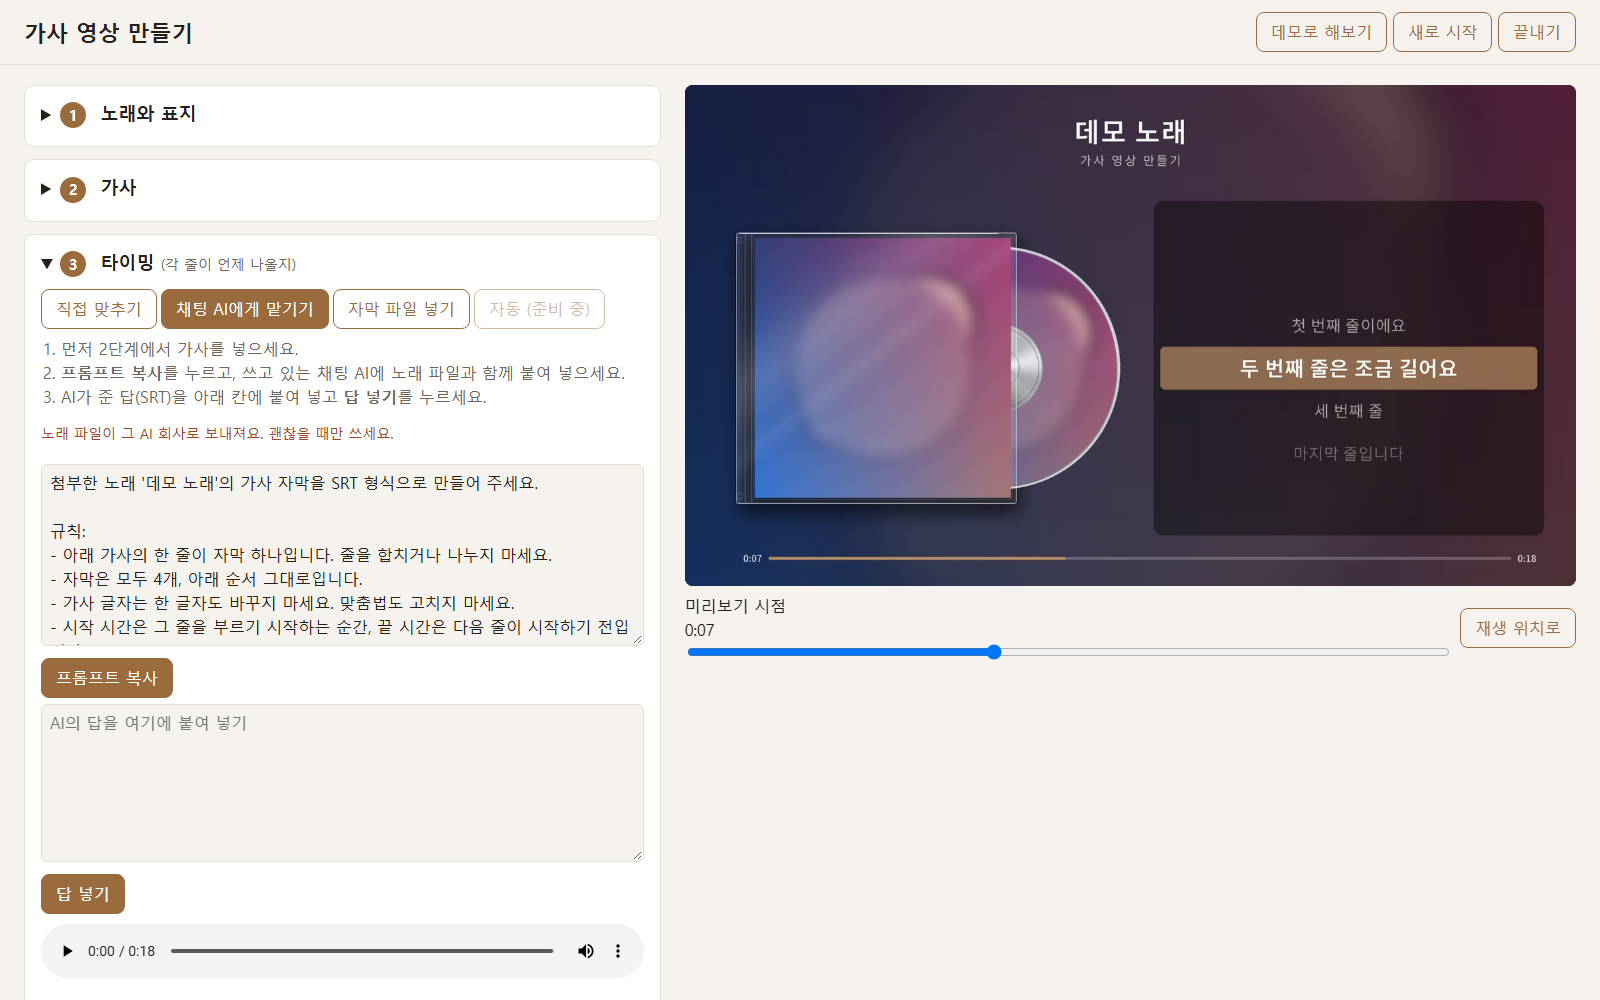 가사 영상 만들기
데모로 해보기
새로 시작
끝내기
1 노래와 표지
2 가사
3 타이밍 (각 줄이 언제 나올지)
직접 맞추기
채팅 AI에게 맡기기
자막 파일 넣기
자동 (준비 중)
1. 먼저 2단계에서 가사를 넣으세요.
2. 프롬프트 복사를 누르고, 쓰고 있는 채팅 AI에 노래 파일과 함께 붙여 넣으세요.
3. AI가 준 답(SRT)을 아래 칸에 붙여 넣고 답 넣기를 누르세요.
노래 파일이 그 AI 회사로 보내져요. 괜찮을 때만 쓰세요.
첨부한 노래 '데모 노래'의 가사 자막을 SRT 형식으로 만들어 주세요.
규칙:
- 아래 가사의 한 줄이 자막 하나입니다. 줄을 합치거나 나누지 마세요.
- 자막은 모두 4개, 아래 순서 그대로입니다.
- 가사 글자는 한 글자도 바꾸지 마세요. 맞춤법도 고치지 마세요.
- 시작 시간은 그 줄을 부르기 시작하는 순간, 끝 시간은 다음 줄이 시작하기 전입
프롬프트 복사
AI의 답을 여기에 붙여 넣기
답 넣기
0:00 / 0:18
데모 노래
가사 영상 만들기
첫 번째 줄이에요
두 번째 줄은 조금 길어요
세 번째 줄
마지막 줄입니다
0:07
0:18
미리보기 시점
0:07
재생 위치로